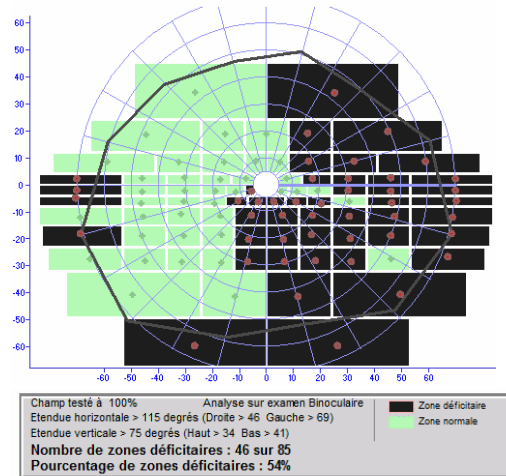 60-
50-
40-
30-
20-
10-
0-
-10-
-20-
-30-
-40-
-50-
-60-
-60 -50 -40 -30 -20 -10 0 10 20 30 40 50 60
Champ testé à 100% Analyse sur examen Binoculaire
Zone déficitaire
Etendue horizontale > 115 degrés (Droite > 46 Gauche > 69)
Zone normale
Etendue verticale > 75 degrés (Haut > 34 Bas > 41)
Nombre de zones déficitaires : 46 sur 85
Pourcentage de zones déficitaires : 54%